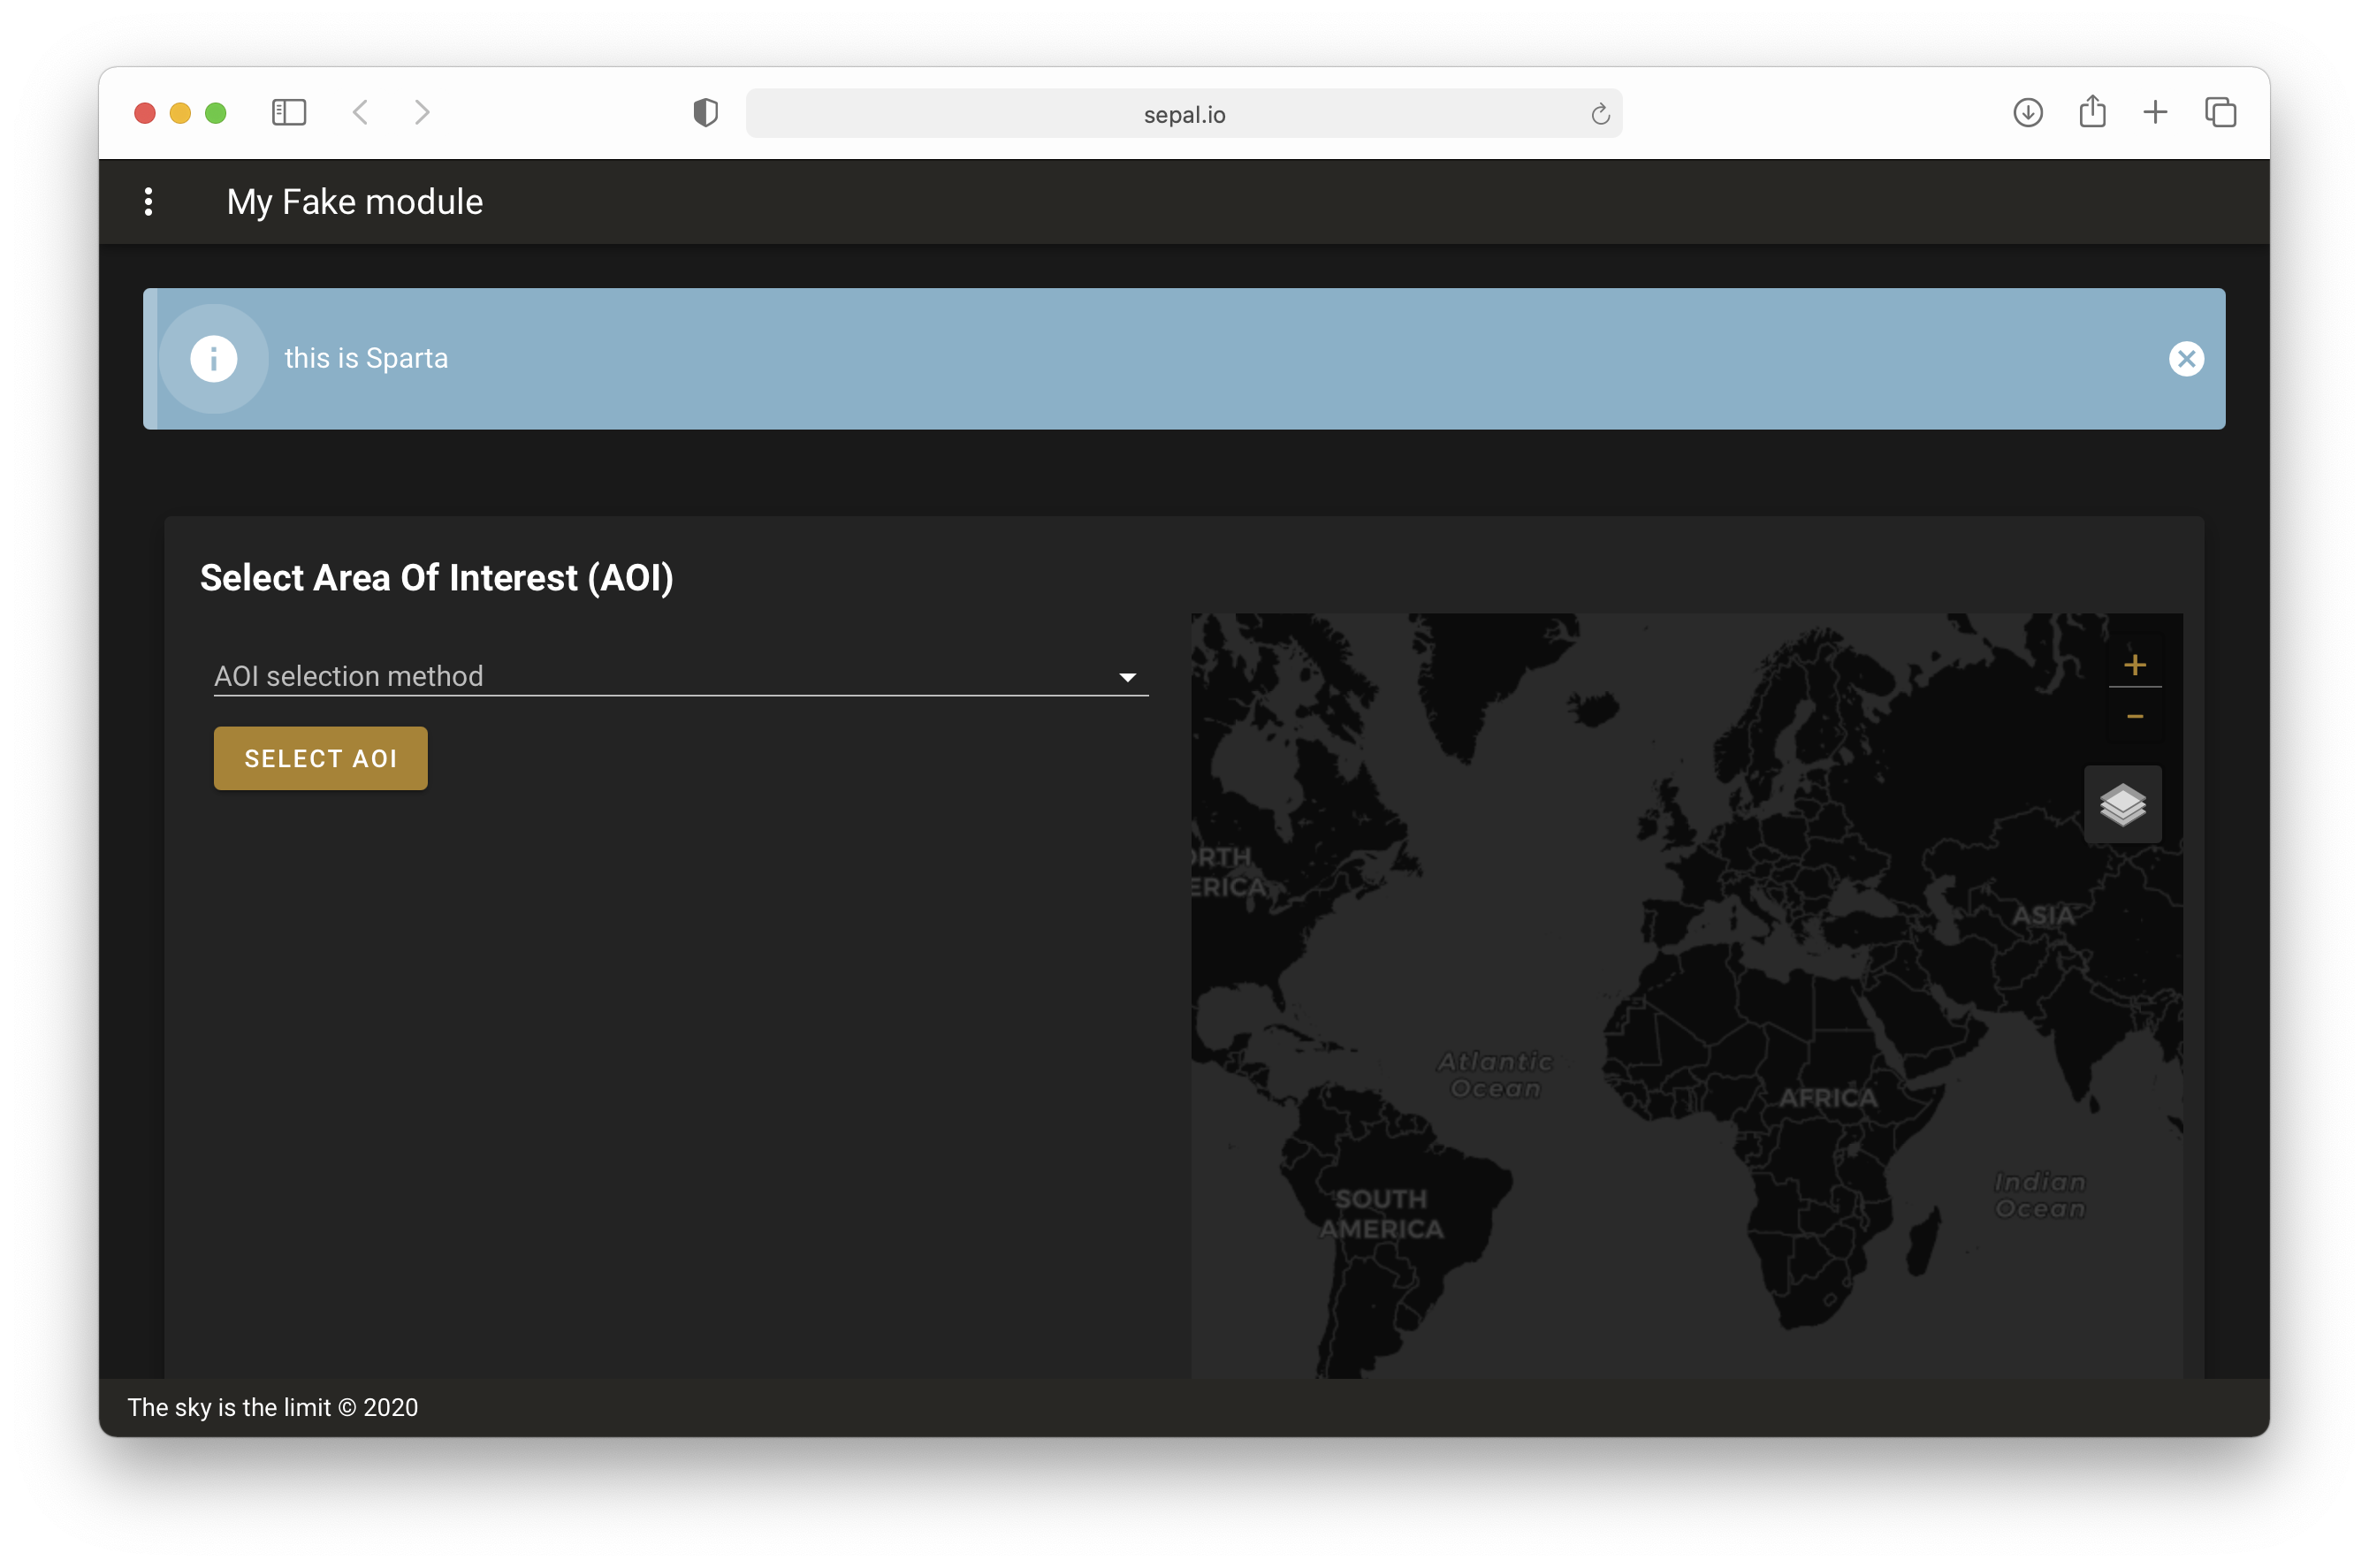 sepal.io
My Fake module
this is Sparta
Select Area Of Interest (AOI)
AOI selection method
SELECT AOI
+
−
ORTH
ERICA
ASIA
Atlantic
Ocean
AFRICA
Indian
Ocean
SOUTH
AMERICA
The sky is the limit © 2020